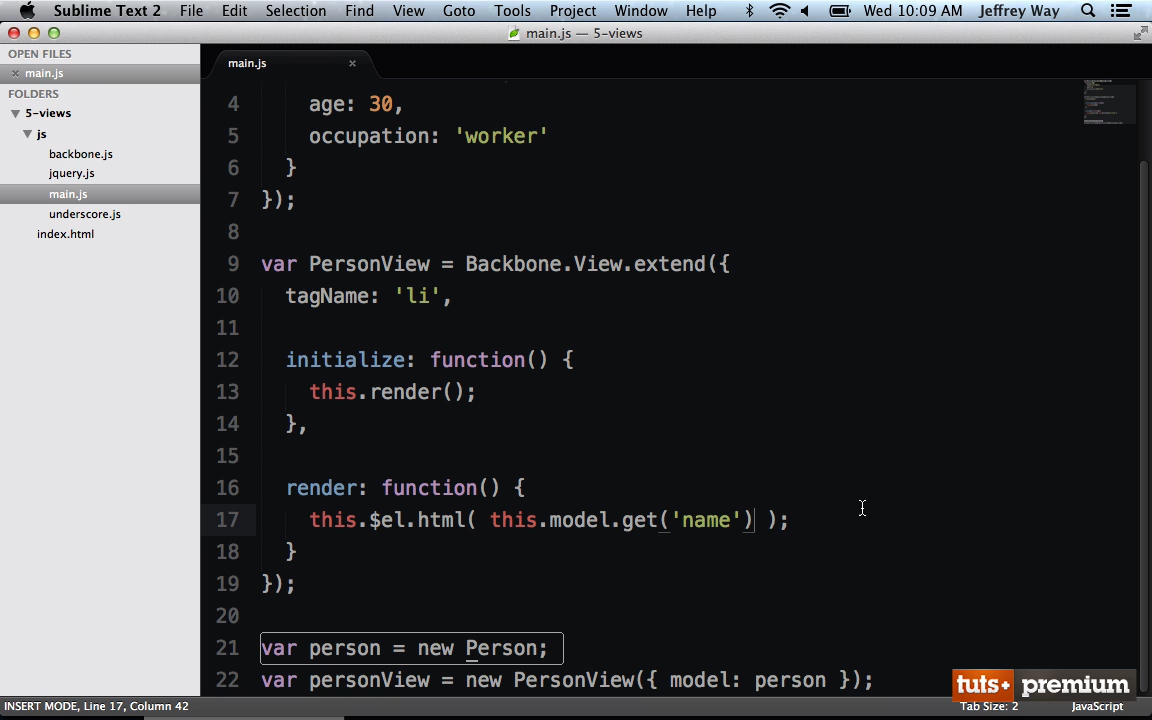 Sublime Text 2 File Edit Selection Find View Goto Tools Project Window Help Wed 10:09 AM Jeffrey Way
main.js — 5-views
OPEN FILES
× main.js
FOLDERS
5-views
js
backbone.js
jquery.js
main.js
underscore.js
index.html
main.js ×
4 age: 30,
5 occupation: 'worker'
6 }
7 });
8
9 var PersonView = Backbone.View.extend({
10 tagName: 'li',
11
12 initialize: function() {
13 this.render();
14 },
15
16 render: function() {
17 this.$el.html( this.model.get('name') );
18 }
19 });
20
21 var person = new Person;
22 var personView = new PersonView({ model: person });
tuts+ premium
INSERT MODE, Line 17, Column 42 Tab Size: 2 JavaScript